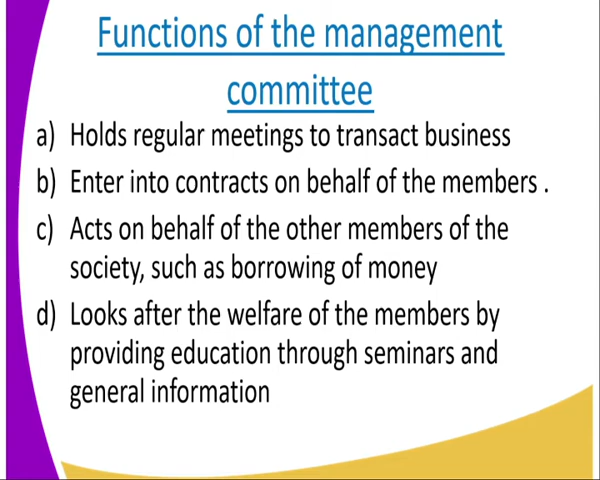 Functions of the management
committee
a) Holds regular meetings to transact business
b) Enter into contracts on behalf of the members .
c) Acts on behalf of the other members of the
society, such as borrowing of money
d) Looks after the welfare of the members by
providing education through seminars and
general information